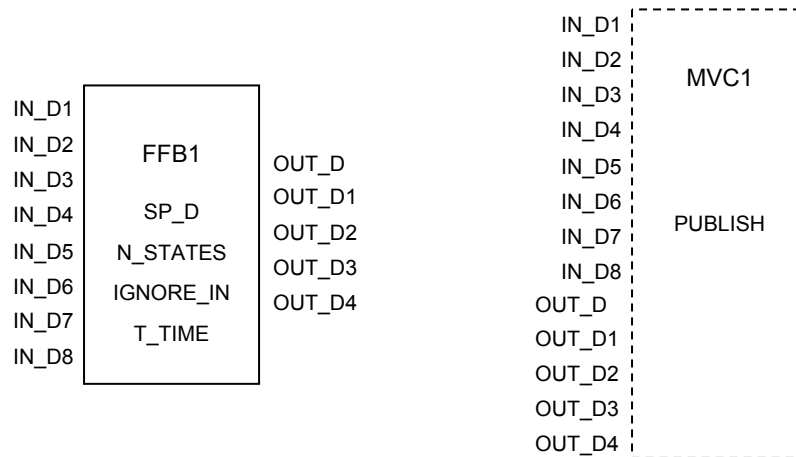 IN_D1
IN_D2
IN_D3
IN_D4
IN_D5
IN_D6
IN_D7
IN_D8
FFB1
SP_D
N_STATES
IGNORE_IN
T_TIME
OUT_D
OUT_D1
OUT_D2
OUT_D3
OUT_D4
IN_D1
IN_D2
IN_D3
IN_D4
IN_D5
IN_D6
IN_D7
IN_D8
OUT_D
OUT_D1
OUT_D2
OUT_D3
OUT_D4
MVC1
PUBLISH